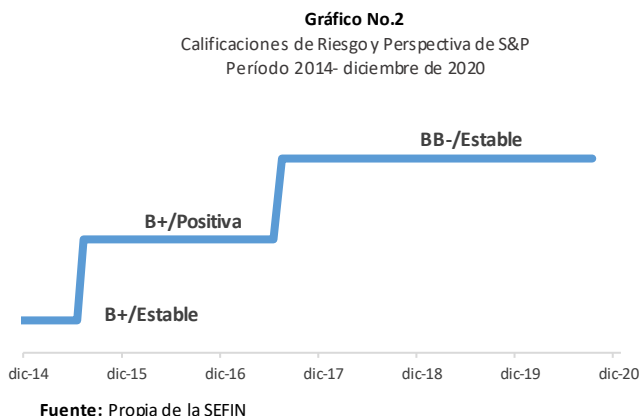 Gráfico No.2
Calificaciones de Riesgo y Perspectiva de S&P
Período 2014- diciembre de 2020
BB-/Estable
B+/Positiva
B+/Estable
dic-14 dic-15 dic-16 dic-17 dic-18 dic-19 dic-20
Fuente: Propia de la SEFIN